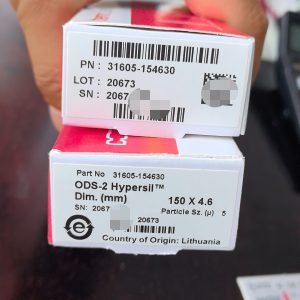 PN : 31605-154630
LOT : 20673
SN : 2067
Part No 31605-154630
ODS-2 Hypersil™
Dim. (mm) 150 X 4.6
SN: 2067 20673 Particle Sz. (µ) 5
Country of Origin: Lithuania